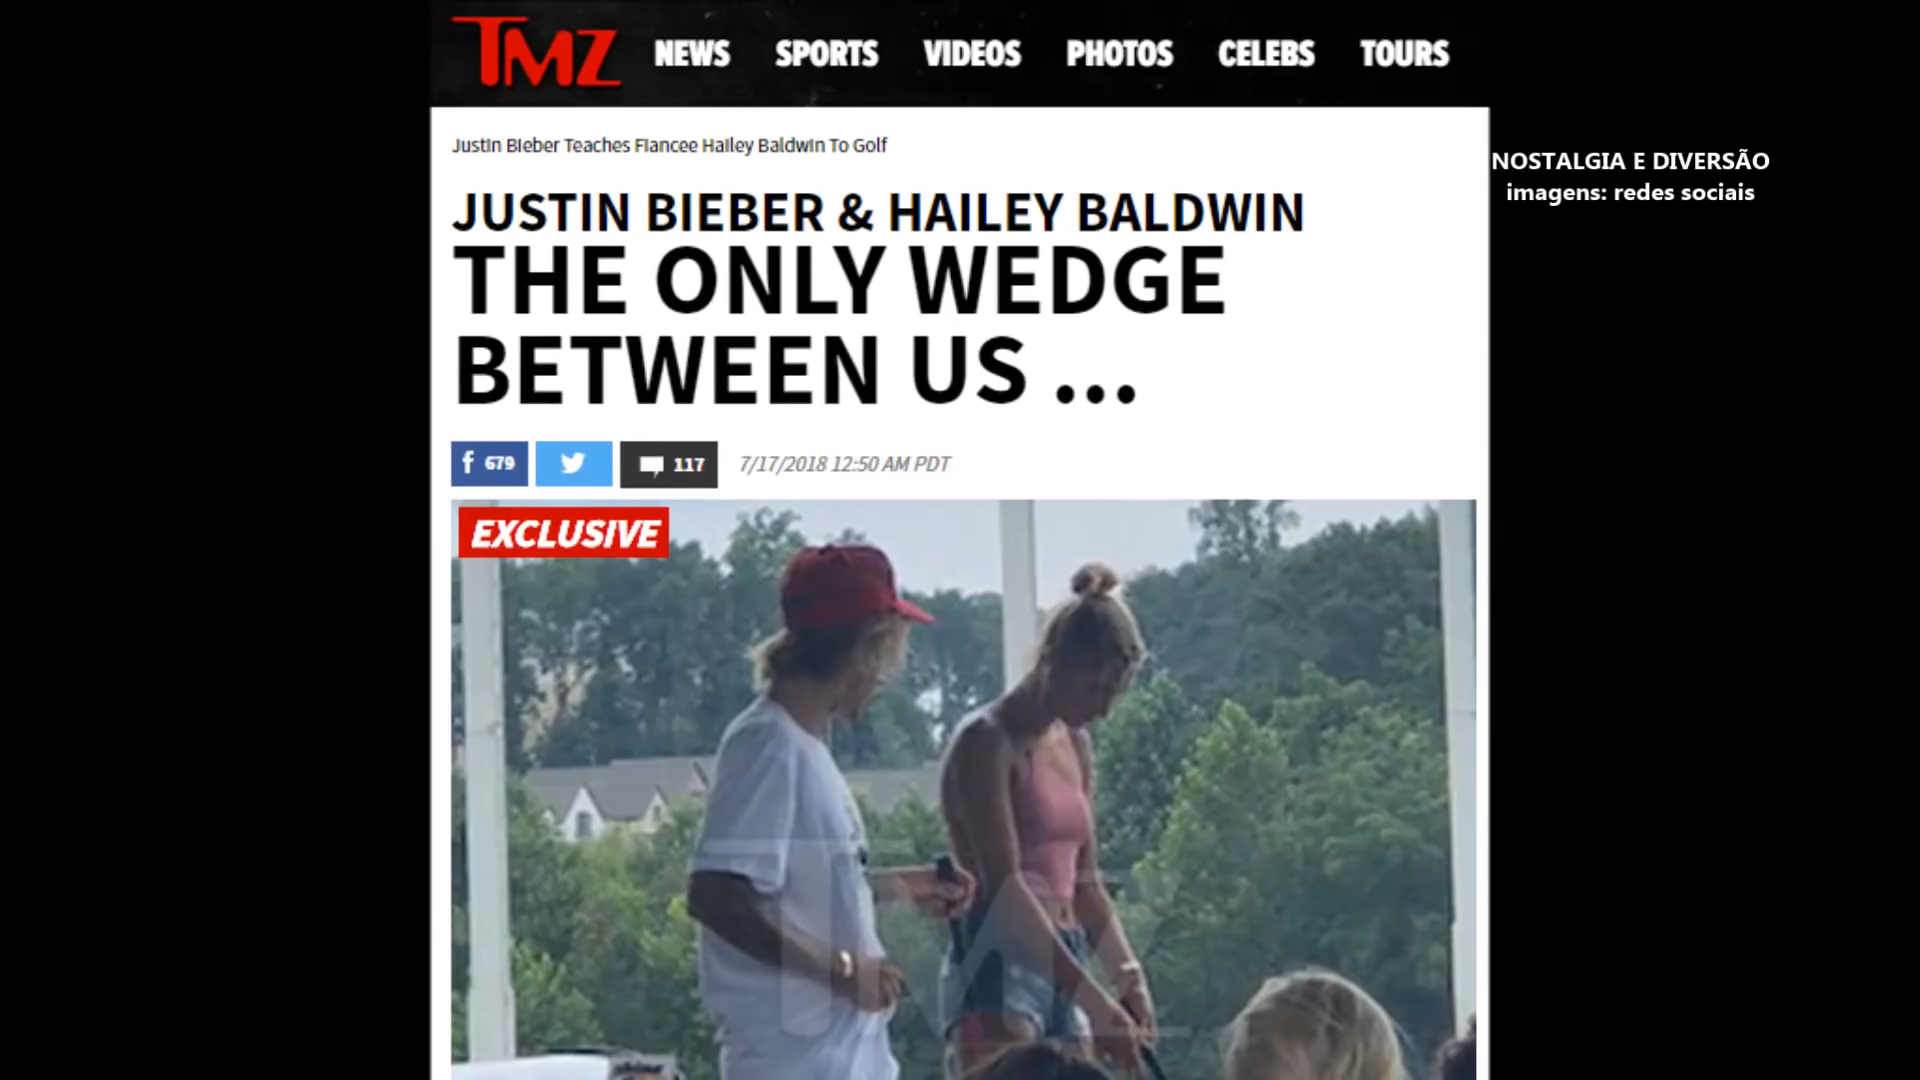 TMZ NEWS SPORTS VIDEOS PHOTOS CELEBS TOURS
Justin Bieber Teaches Fiancee Hailey Baldwin To Golf
NOSTALGIA E DIVERSÃO
imagens: redes sociais
JUSTIN BIEBER & HAILEY BALDWIN
THE ONLY WEDGE
BETWEEN US ...
f 679 117 7/17/2018 12:50 AM PDT
EXCLUSIVE
TMZ